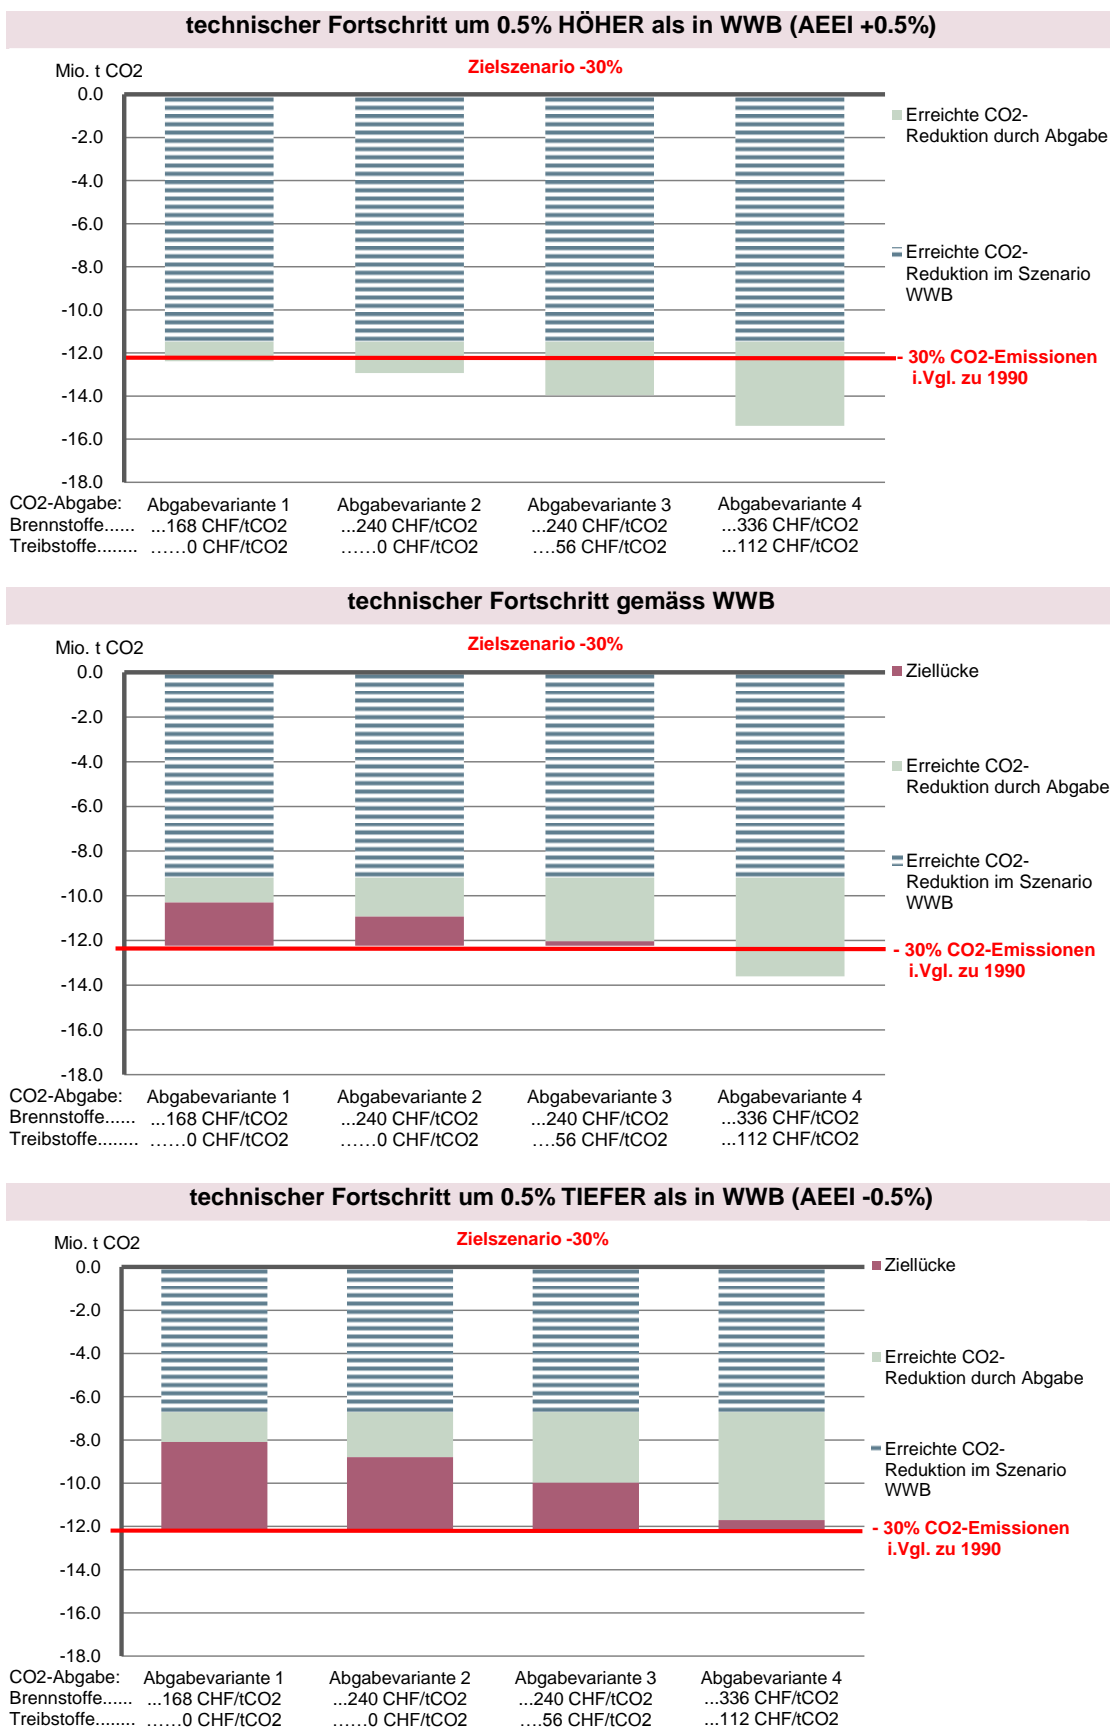 technischer Fortschritt um 0.5% HÖHER als in WWB (AEEI +0.5%)
Mio. t CO2
Zielszenario -30%
0.0
-2.0
-4.0
-6.0
-8.0
-10.0
-12.0
-14.0
-16.0
-18.0
Erreichte CO2-
Reduktion durch Abgabe
Erreichte CO2-
Reduktion im Szenario
WWB
- 30% CO2-Emissionen
i.Vgl. zu 1990
CO2-Abgabe: Abgabevariante 1 Abgabevariante 2 Abgabevariante 3 Abgabevariante 4
Brennstoffe...... ...168 CHF/tCO2 ...240 CHF/tCO2 ...240 CHF/tCO2 ...336 CHF/tCO2
Treibstoffe........ ……0 CHF/tCO2 ……0 CHF/tCO2 ….56 CHF/tCO2 ...112 CHF/tCO2
technischer Fortschritt gemäss WWB
Mio. t CO2
Zielszenario -30%
0.0
-2.0
-4.0
-6.0
-8.0
-10.0
-12.0
-14.0
-16.0
-18.0
Ziellücke
Erreichte CO2-
Reduktion durch Abgabe
Erreichte CO2-
Reduktion im Szenario
WWB
- 30% CO2-Emissionen
i.Vgl. zu 1990
CO2-Abgabe: Abgabevariante 1 Abgabevariante 2 Abgabevariante 3 Abgabevariante 4
Brennstoffe...... ...168 CHF/tCO2 ...240 CHF/tCO2 ...240 CHF/tCO2 ...336 CHF/tCO2
Treibstoffe........ ……0 CHF/tCO2 ……0 CHF/tCO2 ….56 CHF/tCO2 ...112 CHF/tCO2
technischer Fortschritt um 0.5% TIEFER als in WWB (AEEI -0.5%)
Mio. t CO2
Zielszenario -30%
0.0
-2.0
-4.0
-6.0
-8.0
-10.0
-12.0
-14.0
-16.0
-18.0
Ziellücke
Erreichte CO2-
Reduktion durch Abgabe
Erreichte CO2-
Reduktion im Szenario
WWB
- 30% CO2-Emissionen
i.Vgl. zu 1990
CO2-Abgabe: Abgabevariante 1 Abgabevariante 2 Abgabevariante 3 Abgabevariante 4
Brennstoffe...... ...168 CHF/tCO2 ...240 CHF/tCO2 ...240 CHF/tCO2 ...336 CHF/tCO2
Treibstoffe........ ……0 CHF/tCO2 ……0 CHF/tCO2 ….56 CHF/tCO2 ...112 CHF/tCO2